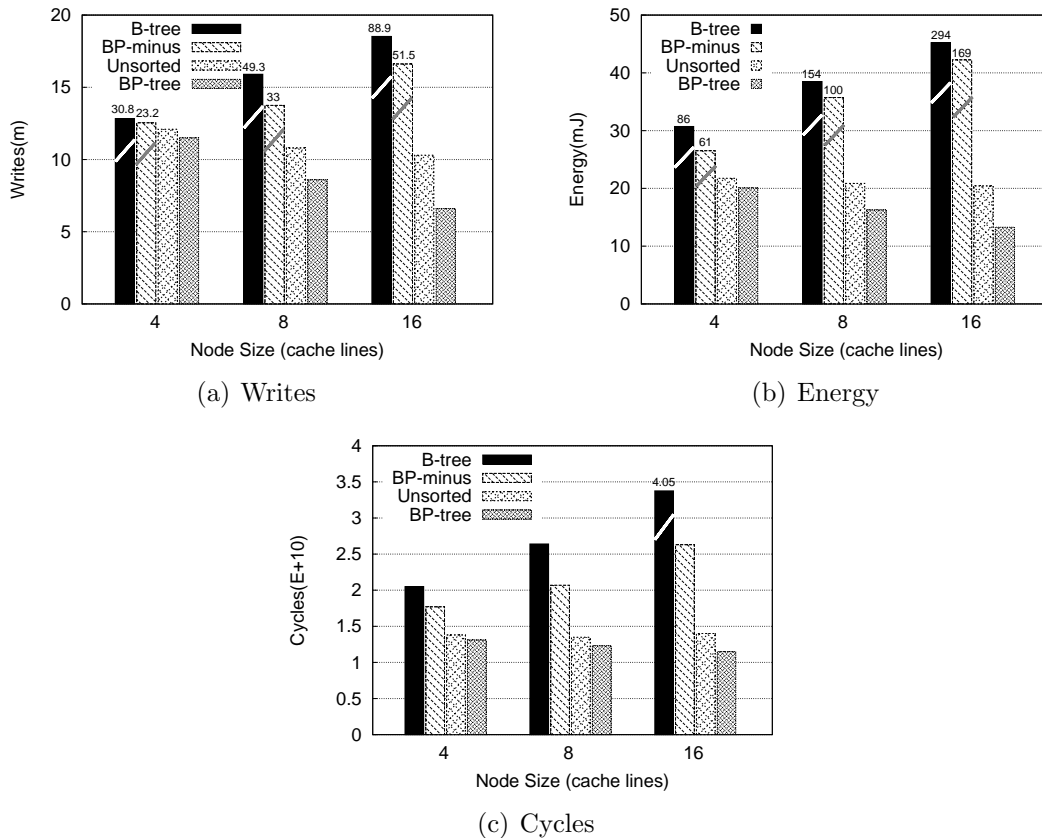 20
15
10
5
0
Writes(m)
B-tree
BP-minus
Unsorted
BP-tree
30.8
23.2
49.3
33
88.9
51.5
4 8 16
Node Size (cache lines)
(a) Writes
50
40
30
20
10
0
Energy(mJ)
B-tree
BP-minus
Unsorted
BP-tree
86
61
154
100
294
169
4 8 16
Node Size (cache lines)
(b) Energy
4
3.5
3
2.5
2
1.5
1
0.5
0
Cycles(E+10)
B-tree
BP-minus
Unsorted
BP-tree
4.05
4 8 16
Node Size (cache lines)
(c) Cycles